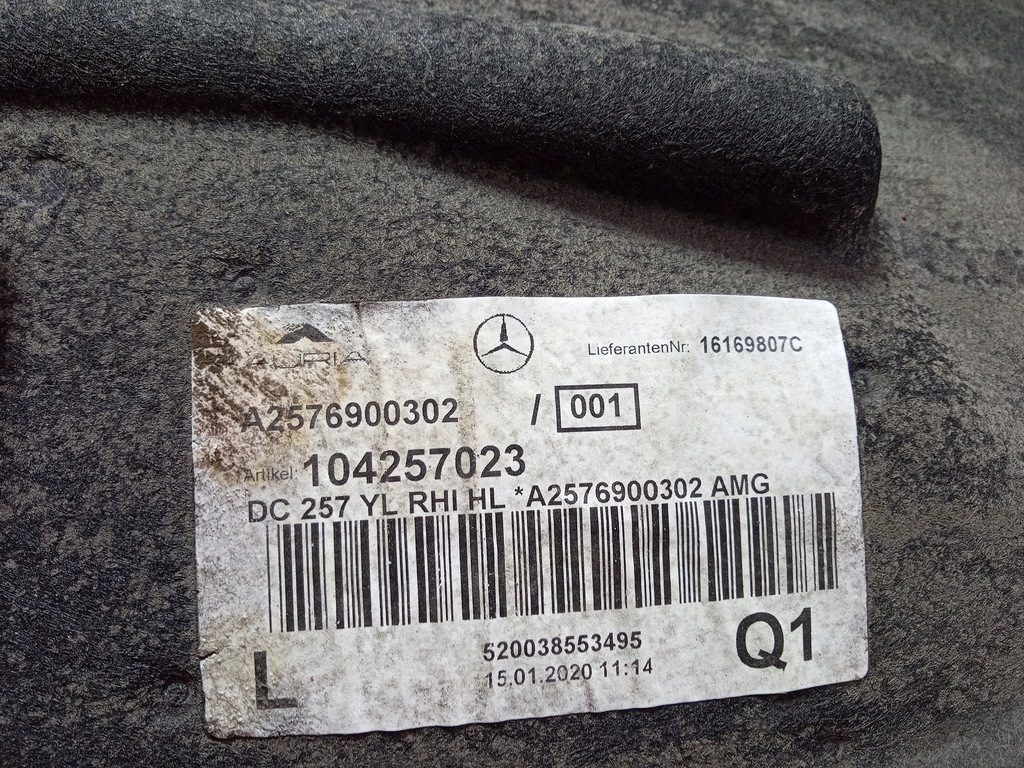 AURIA
LieferantenNr: 16169807C
A2576900302 / 001
Artikel: 104257023
DC 257 YL RHI HL *A2576900302 AMG
520038553495
15.01.2020 11:14
L
Q1